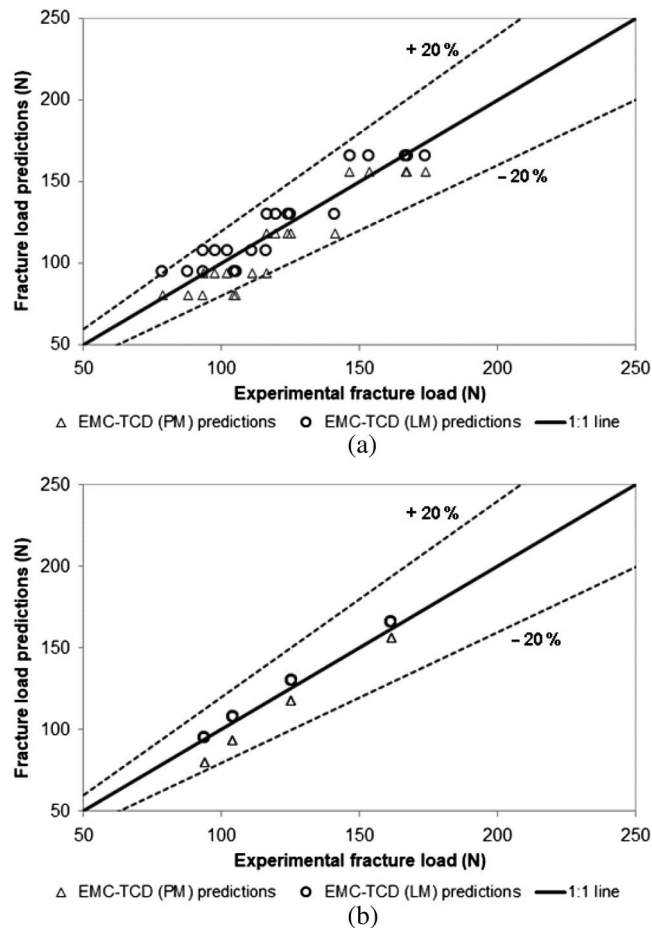 250
200
150
100
50
50
100
150
200
250
Fracture load predictions (N)
+ 20 %
– 20 %
Experimental fracture load (N)
△ EMC-TCD (PM) predictions O EMC-TCD (LM) predictions — 1:1 line
(a)
250
200
150
100
50
50
100
150
200
250
Fracture load predictions (N)
+ 20 %
– 20 %
Experimental fracture load (N)
△ EMC-TCD (PM) predictions O EMC-TCD (LM) predictions — 1:1 line
(b)